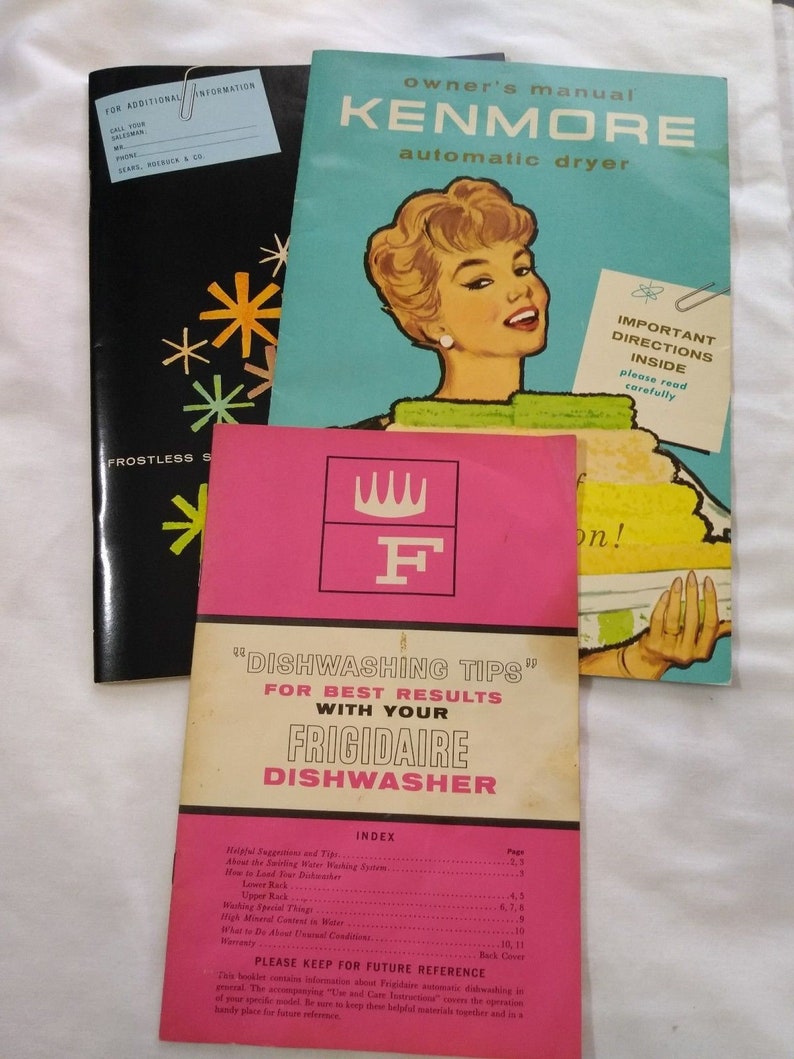 FOR ADDITIONAL INFORMATION
CALL YOUR
SALESMAN:
MR.
PHONE
SEARS, ROEBUCK & CO.
FROSTLESS S
owner's manual
KENMORE
automatic dryer
IMPORTANT
DIRECTIONS
INSIDE
please read
carefully
on!
F
"DISHWASHING TIPS"
FOR BEST RESULTS
WITH YOUR
FRIGIDAIRE
DISHWASHER
INDEX
Page
Helpful Suggestions and Tips 2, 3
About the Swirling Water Washing System 3
How to Load Your Dishwasher
Lower Rack 4, 5
Upper Rack
Washing Special Things 6, 7, 8
High Mineral Content in Water 9
What to Do About Unusual Conditions 10
Warranty 10, 11
Back Cover
PLEASE KEEP FOR FUTURE REFERENCE
This booklet contains information about Frigidaire automatic dishwashing in
general. The accompanying "Use and Care Instructions" covers the operation
of your specific model. Be sure to keep these helpful materials together and in a
handy place for future reference.